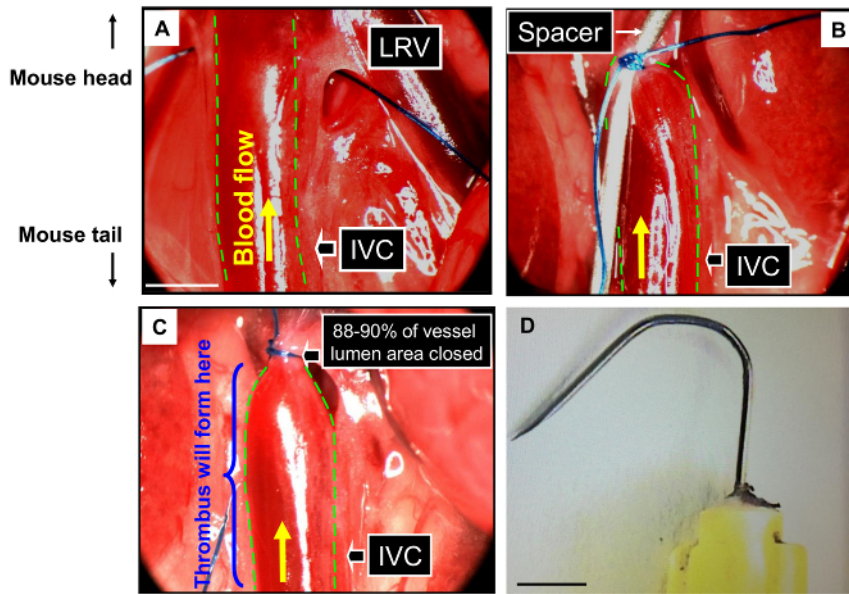 Mouse head
Mouse tail
A
LRV
Blood flow
IVC
Spacer
B
IVC
C
88-90% of vessel
lumen area closed
Thrombus will form here
IVC
D